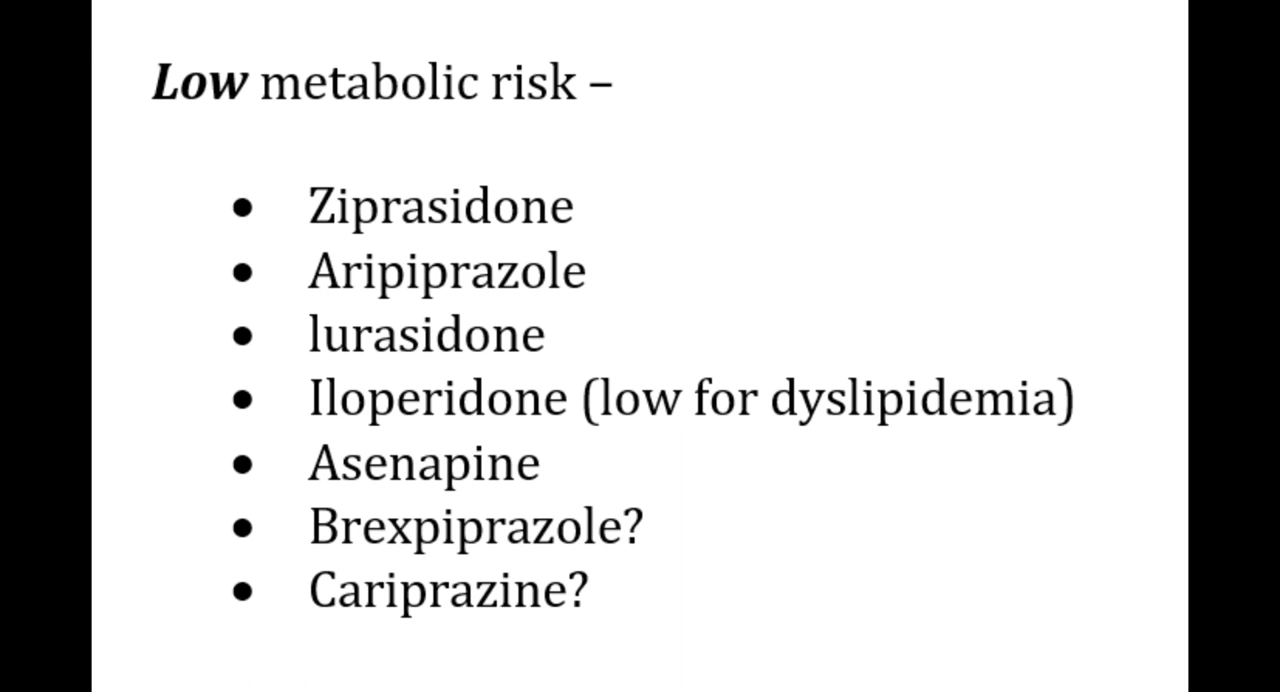 Low metabolic risk –
• Ziprasidone
• Aripiprazole
• lurasidone
• Iloperidone (low for dyslipidemia)
• Asenapine
• Brexpiprazole?
• Cariprazine?